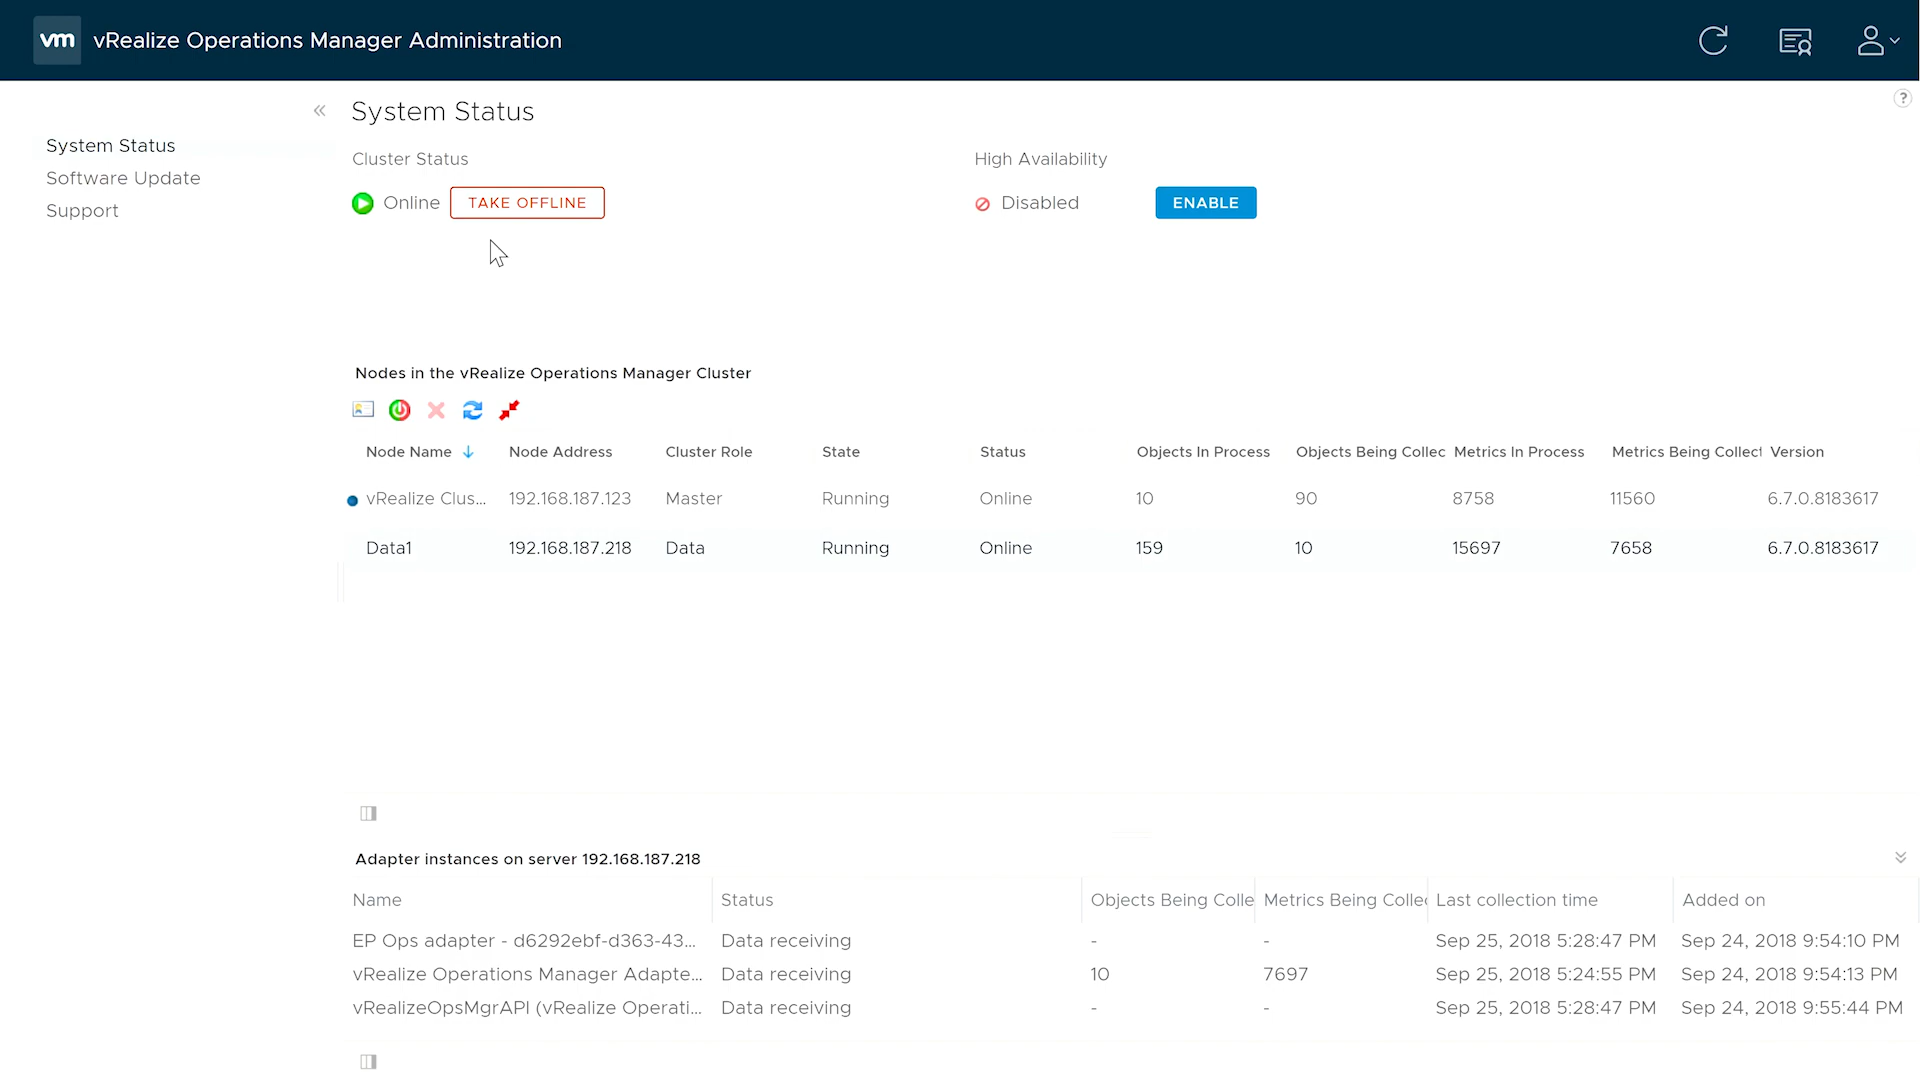 vm vRealize Operations Manager Administration
?
« System Status
System Status
Software Update
Support
Cluster Status High Availability
Online TAKE OFFLINE Disabled ENABLE
Nodes in the vRealize Operations Manager Cluster
Node Name Node Address Cluster Role State Status Objects In Process Objects Being Collec Metrics In Process Metrics Being Collect Version
vRealize Clus... 192.168.187.123 Master Running Online 10 90 8758 11560 6.7.0.8183617
Data1 192.168.187.218 Data Running Online 159 10 15697 7658 6.7.0.8183617
Adapter instances on server 192.168.187.218
Name Status Objects Being Colle Metrics Being Collec Last collection time Added on
EP Ops adapter - d6292ebf-d363-43... Data receiving - - Sep 25, 2018 5:28:47 PM Sep 24, 2018 9:54:10 PM
vRealize Operations Manager Adapte... Data receiving 10 7697 Sep 25, 2018 5:24:55 PM Sep 24, 2018 9:54:13 PM
vRealizeOpsMgrAPI (vRealize Operati... Data receiving - - Sep 25, 2018 5:28:47 PM Sep 24, 2018 9:55:44 PM